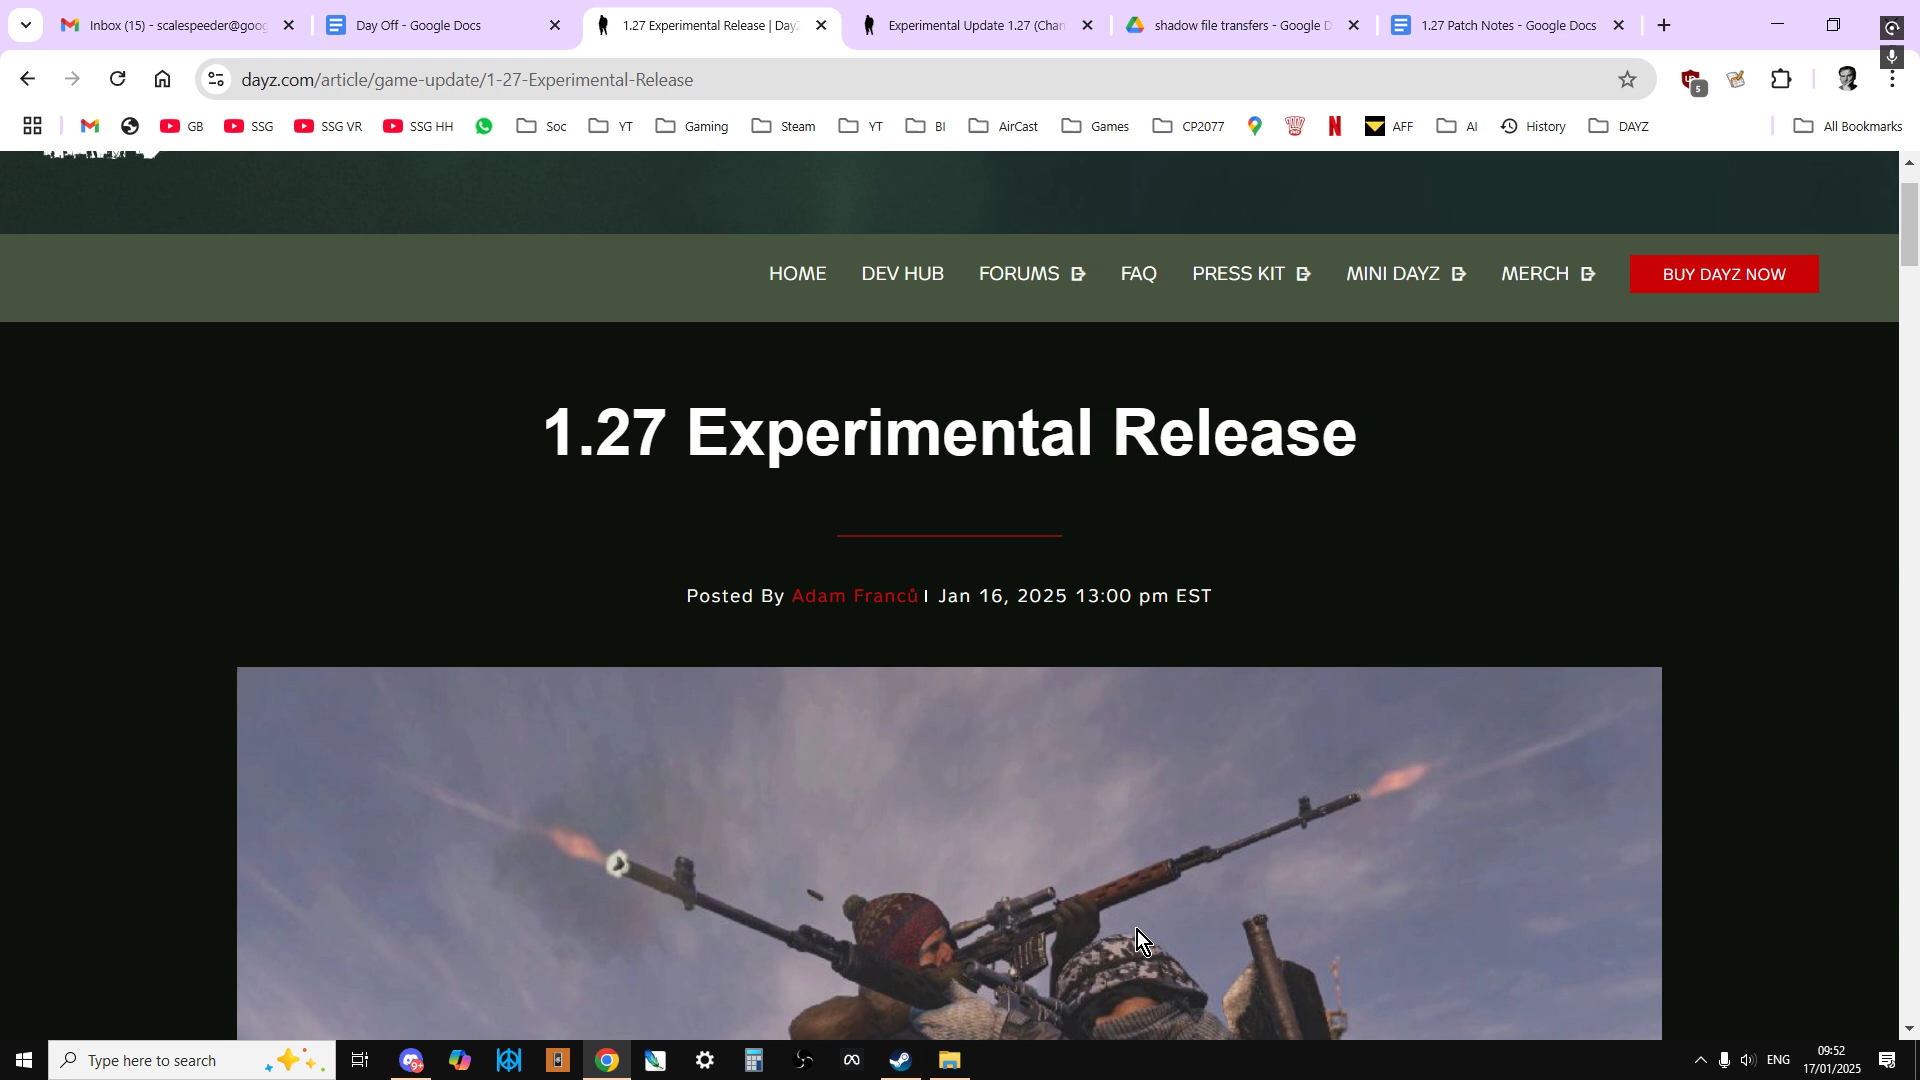 Inbox (15) - scalespeeder@goog
Day Off - Google Docs
1.27 Experimental Release | Day
Experimental Update 1.27 (Chan
shadow file transfers - Google D
1.27 Patch Notes - Google Docs
dayz.com/article/game-update/1-27-Experimental-Release
5
GB
SSG
SSG VR
SSG HH
Soc
YT
Gaming
Steam
YT
BI
AirCast
Games
CP2077
AFF
AI
History
DAYZ
All Bookmarks
HOME
DEV HUB
FORUMS
FAQ
PRESS KIT
MINI DAYZ
MERCH
BUY DAYZ NOW
1.27 Experimental Release
Posted By Adam Franců I Jan 16, 2025 13:00 pm EST
Type here to search
9+
ENG
09:52
17/01/2025